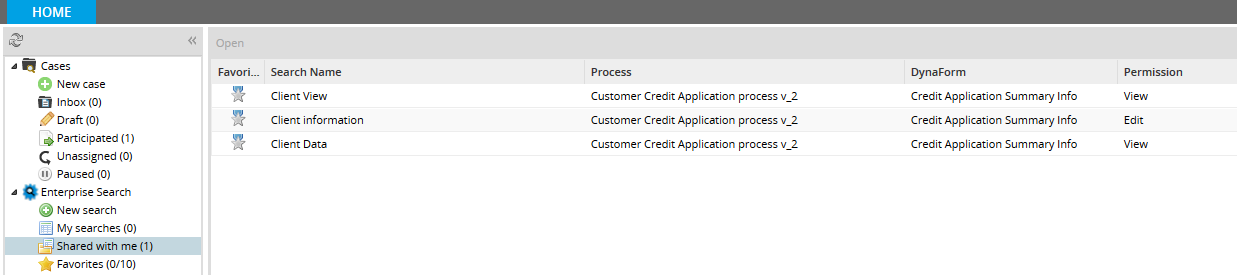 HOME
Open
Cases
New case
Inbox (0)
Draft (0)
Participated (1)
Unassigned (0)
Paused (0)
Enterprise Search
New search
My searches (0)
Shared with me (1)
Favorites (0/10)
Favori... Search Name Process DynaForm Permission
Client View Customer Credit Application process v_2 Credit Application Summary Info View
Client information Customer Credit Application process v_2 Credit Application Summary Info Edit
Client Data Customer Credit Application process v_2 Credit Application Summary Info View